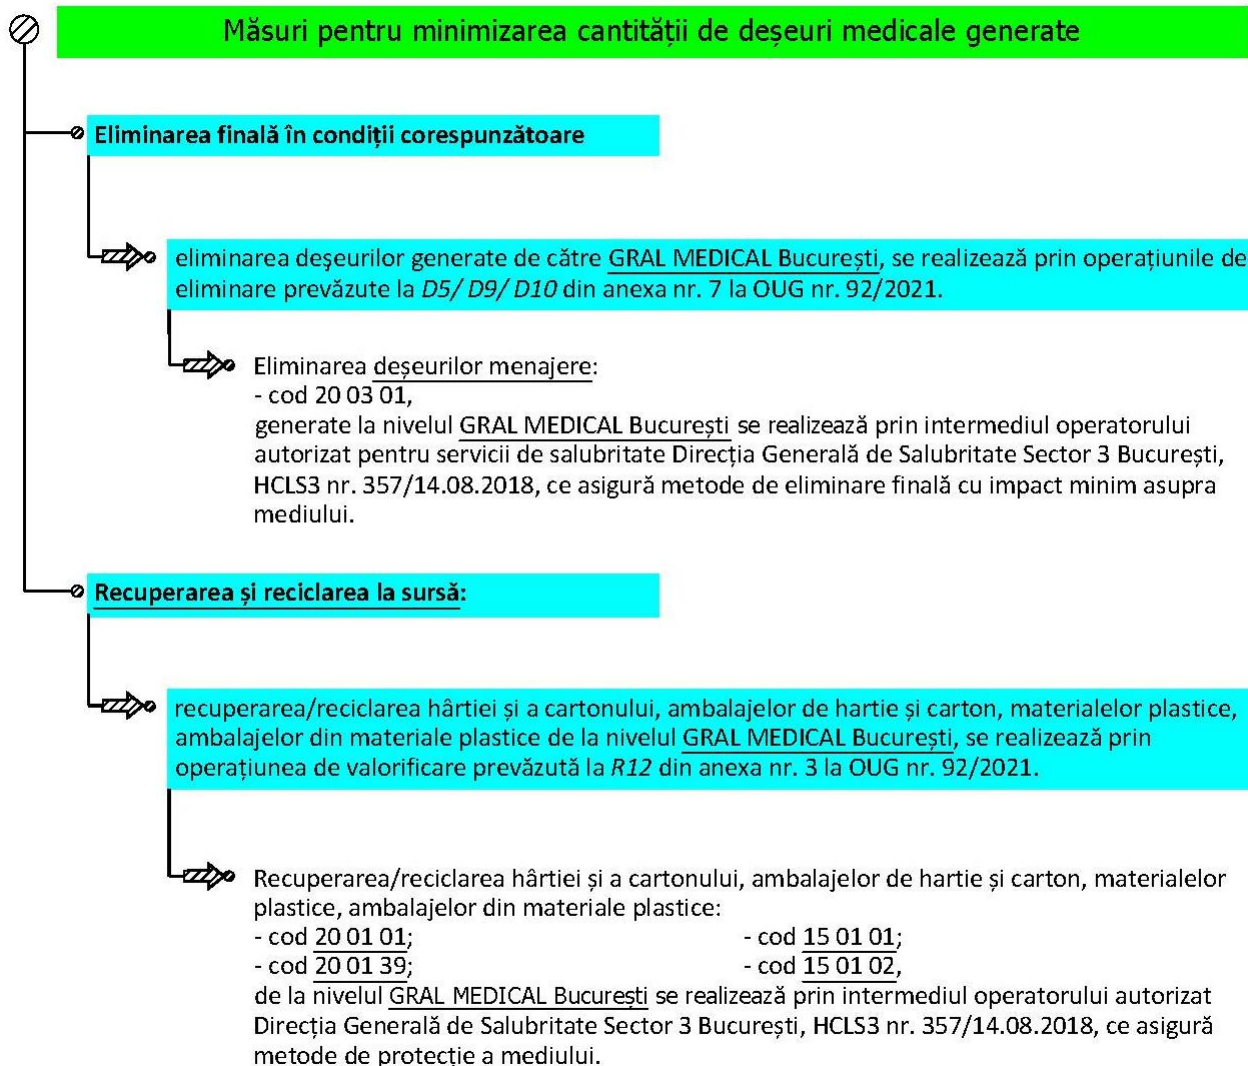 Măsuri pentru minimizarea cantității de deșeuri medicale generate
Eliminarea finală în condiții corespunzătoare
eliminarea deşeurilor generate de către GRAL MEDICAL București, se realizează prin operațiunile de
eliminare prevăzute la D5/ D9/ D10 din anexa nr. 7 la OUG nr. 92/2021.
Eliminarea deșeurilor menajere:
- cod 20 03 01,
generate la nivelul GRAL MEDICAL București se realizează prin intermediul operatorului
autorizat pentru servicii de salubritate Direcția Generală de Salubritate Sector 3 București,
HCLS3 nr. 357/14.08.2018, ce asigură metode de eliminare finală cu impact minim asupra
mediului.
Recuperarea și reciclarea la sursă:
recuperarea/reciclarea hârtiei și a cartonului, ambalajelor de hartie și carton, materialelor plastice,
ambalajelor din materiale plastice de la nivelul GRAL MEDICAL București, se realizează prin
operațiunea de valorificare prevăzută la R12 din anexa nr. 3 la OUG nr. 92/2021.
Recuperarea/reciclarea hârtiei și a cartonului, ambalajelor de hartie și carton, materialelor
plastice, ambalajelor din materiale plastice:
- cod 20 01 01; - cod 15 01 01;
- cod 20 01 39; - cod 15 01 02,
de la nivelul GRAL MEDICAL București se realizează prin intermediul operatorului autorizat
Direcția Generală de Salubritate Sector 3 București, HCLS3 nr. 357/14.08.2018, ce asigură
metode de protecție a mediului.